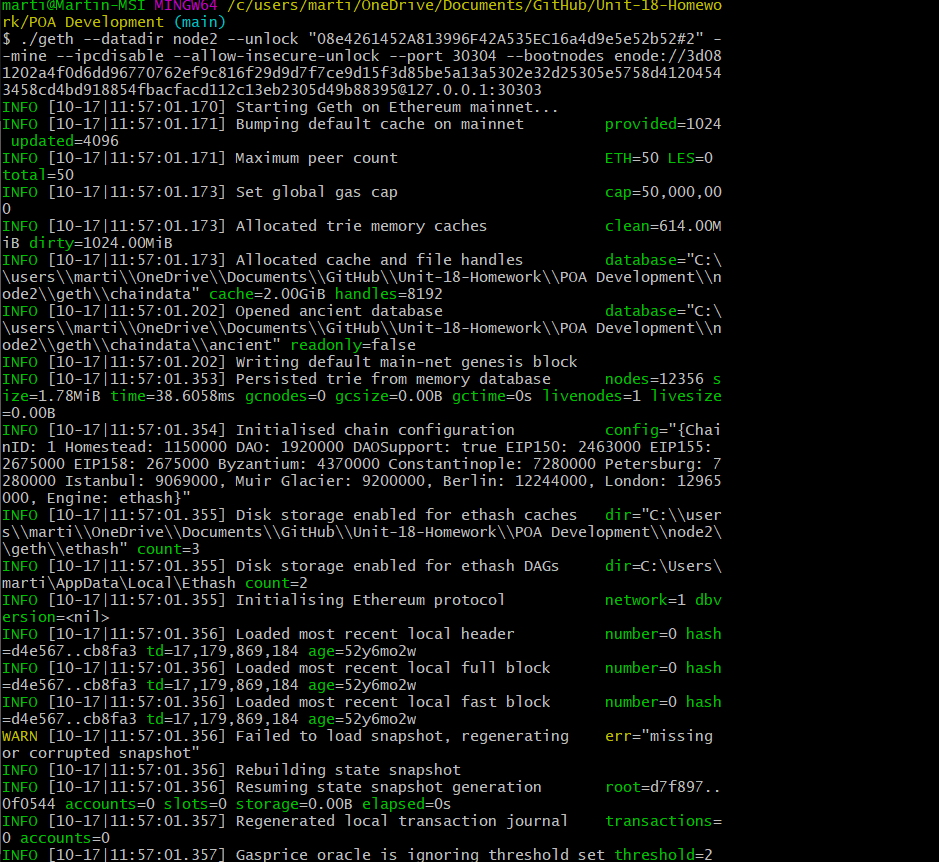 marti@Martin-MSI MINGW64 /c/users/marti/OneDrive/Documents/GitHub/Unit-18-Homewo
rk/POA Development (main)
$ ./geth --datadir node2 --unlock "08e4261452A813996F42A535EC16a4d9e5e52b52#2" -
-mine --ipcdisable --allow-insecure-unlock --port 30304 --bootnodes enode://3d08
1202a4f0d6dd96770762ef9c816f29d9d7f7ce9d15f3d85be5a13a5302e32d25305e5758d4120454
3458cd4bd918854fbacfacd112c13eb2305d49b88395@127.0.0.1:30303
INFO [10-17|11:57:01.170] Starting Geth on Ethereum mainnet...
INFO [10-17|11:57:01.171] Bumping default cache on mainnet         provided=1024
 updated=4096
INFO [10-17|11:57:01.171] Maximum peer count                       ETH=50 LES=0
total=50
INFO [10-17|11:57:01.173] Set global gas cap                       cap=50,000,00
0
INFO [10-17|11:57:01.173] Allocated trie memory caches             clean=614.00M
iB dirty=1024.00MiB
INFO [10-17|11:57:01.173] Allocated cache and file handles         database="C:\
\users\\marti\\OneDrive\\Documents\\GitHub\\Unit-18-Homework\\POA Development\\n
ode2\\geth\\chaindata" cache=2.00GiB handles=8192
INFO [10-17|11:57:01.202] Opened ancient database                  database="C:\
\users\\marti\\OneDrive\\Documents\\GitHub\\Unit-18-Homework\\POA Development\\n
ode2\\geth\\chaindata\\ancient" readonly=false
INFO [10-17|11:57:01.202] Writing default main-net genesis block
INFO [10-17|11:57:01.353] Persisted trie from memory database      nodes=12356 s
ize=1.78MiB time=38.6058ms gcnodes=0 gcsize=0.00B gctime=0s livenodes=1 livesize
=0.00B
INFO [10-17|11:57:01.354] Initialised chain configuration          config="{Chai
nID: 1 Homestead: 1150000 DAO: 1920000 DAOSupport: true EIP150: 2463000 EIP155:
2675000 EIP158: 2675000 Byzantium: 4370000 Constantinople: 7280000 Petersburg: 7
280000 Istanbul: 9069000, Muir Glacier: 9200000, Berlin: 12244000, London: 12965
000, Engine: ethash}"
INFO [10-17|11:57:01.355] Disk storage enabled for ethash caches   dir="C:\\user
s\\marti\\OneDrive\\Documents\\GitHub\\Unit-18-Homework\\POA Development\\node2\
\geth\\ethash" count=3
INFO [10-17|11:57:01.355] Disk storage enabled for ethash DAGs     dir=C:\Users\
marti\AppData\Local\Ethash count=2
INFO [10-17|11:57:01.355] Initialising Ethereum protocol           network=1 dbv
ersion=<nil>
INFO [10-17|11:57:01.356] Loaded most recent local header          number=0 hash
=d4e567..cb8fa3 td=17,179,869,184 age=52y6mo2w
INFO [10-17|11:57:01.356] Loaded most recent local full block      number=0 hash
=d4e567..cb8fa3 td=17,179,869,184 age=52y6mo2w
INFO [10-17|11:57:01.356] Loaded most recent local fast block      number=0 hash
=d4e567..cb8fa3 td=17,179,869,184 age=52y6mo2w
WARN [10-17|11:57:01.356] Failed to load snapshot, regenerating    err="missing
or corrupted snapshot"
INFO [10-17|11:57:01.356] Rebuilding state snapshot
INFO [10-17|11:57:01.356] Resuming state snapshot generation       root=d7f897..
0f0544 accounts=0 slots=0 storage=0.00B elapsed=0s
INFO [10-17|11:57:01.357] Regenerated local transaction journal    transactions=
0 accounts=0
INFO [10-17|11:57:01.357] Gasprice oracle is ignoring threshold set threshold=2